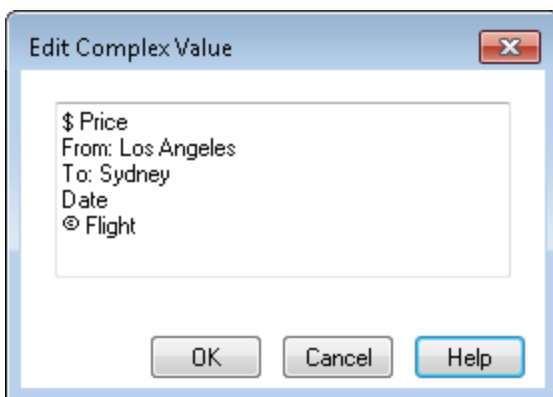 Edit Complex Value
$ Price
From: Los Angeles
To: Sydney
Date
© Flight
OK Cancel Help